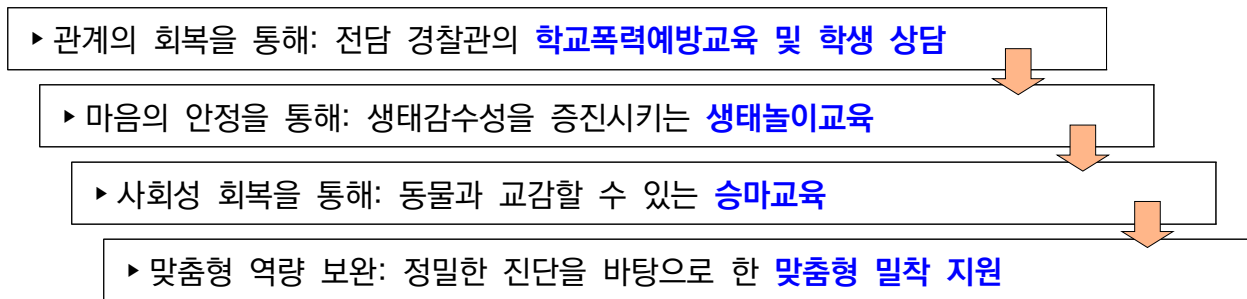 ▸관계의 회복을 통해: 전담 경찰관의 학교폭력예방교육 및 학생 상담
▸마음의 안정을 통해: 생태감수성을 증진시키는 생태놀이교육
▸사회성 회복을 통해: 동물과 교감할 수 있는 승마교육
▸맞춤형 역량 보완: 정밀한 진단을 바탕으로 한 맞춤형 밀착 지원